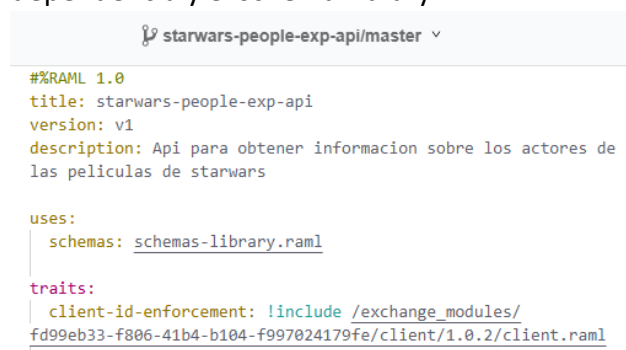 starwars-people-exp-api/master
#%RAML 1.0
title: starwars-people-exp-api
version: v1
description: Api para obtener informacion sobre los actores de
las peliculas de starwars
uses:
schemas: schemas-library.raml
traits:
client-id-enforcement: !include /exchange_modules/
fd99eb33-f806-41b4-b104-f997024179fe/client/1.0.2/client.raml